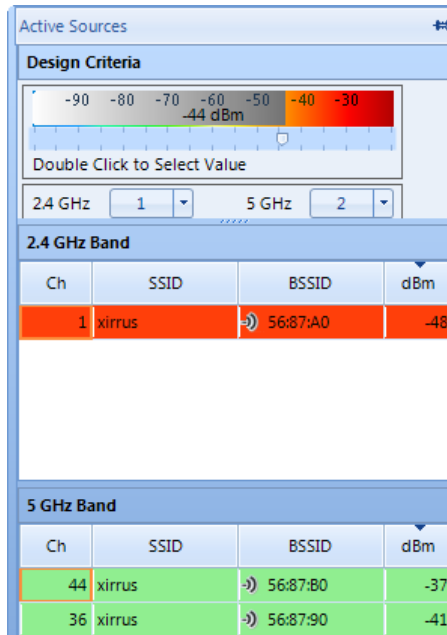 Active Sources
Design Criteria
-90 -80 -70 -60 -50 -40 -30
-44 dBm
Double Click to Select Value
2.4 GHz 1 5 GHz 2
2.4 GHz Band
Ch SSID BSSID dBm
1 xirrus 56:87:A0 -48
5 GHz Band
Ch SSID BSSID dBm
44 xirrus 56:87:B0 -37
36 xirrus 56:87:90 -41